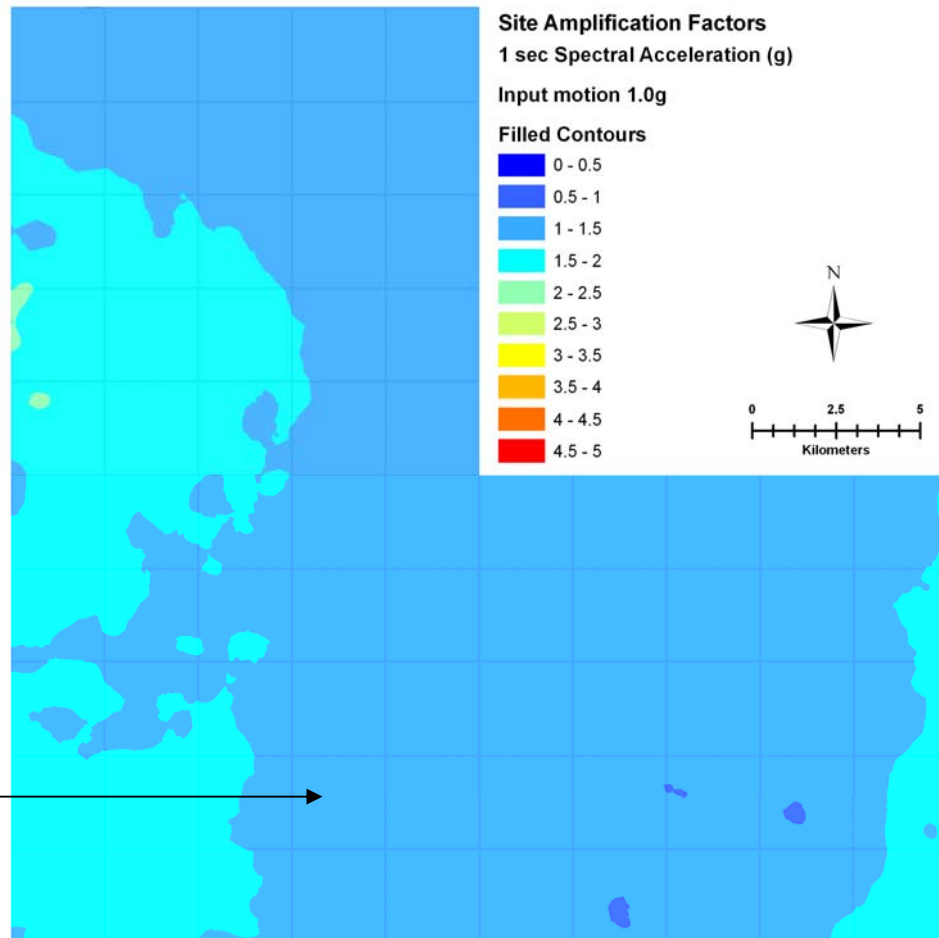 Site Amplification Factors
1 sec Spectral Acceleration (g)
Input motion 1.0g
Filled Contours
0 - 0.5
0.5 - 1
1 - 1.5
1.5 - 2
2 - 2.5
2.5 - 3
3 - 3.5
3.5 - 4
4 - 4.5
4.5 - 5
N
0 2.5 5
Kilometers